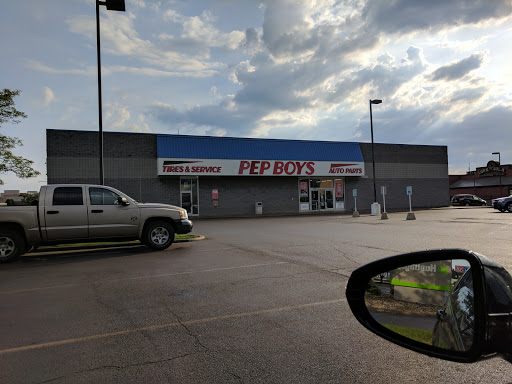 TIRES & SERVICE PEP BOYS AUTO PARTS